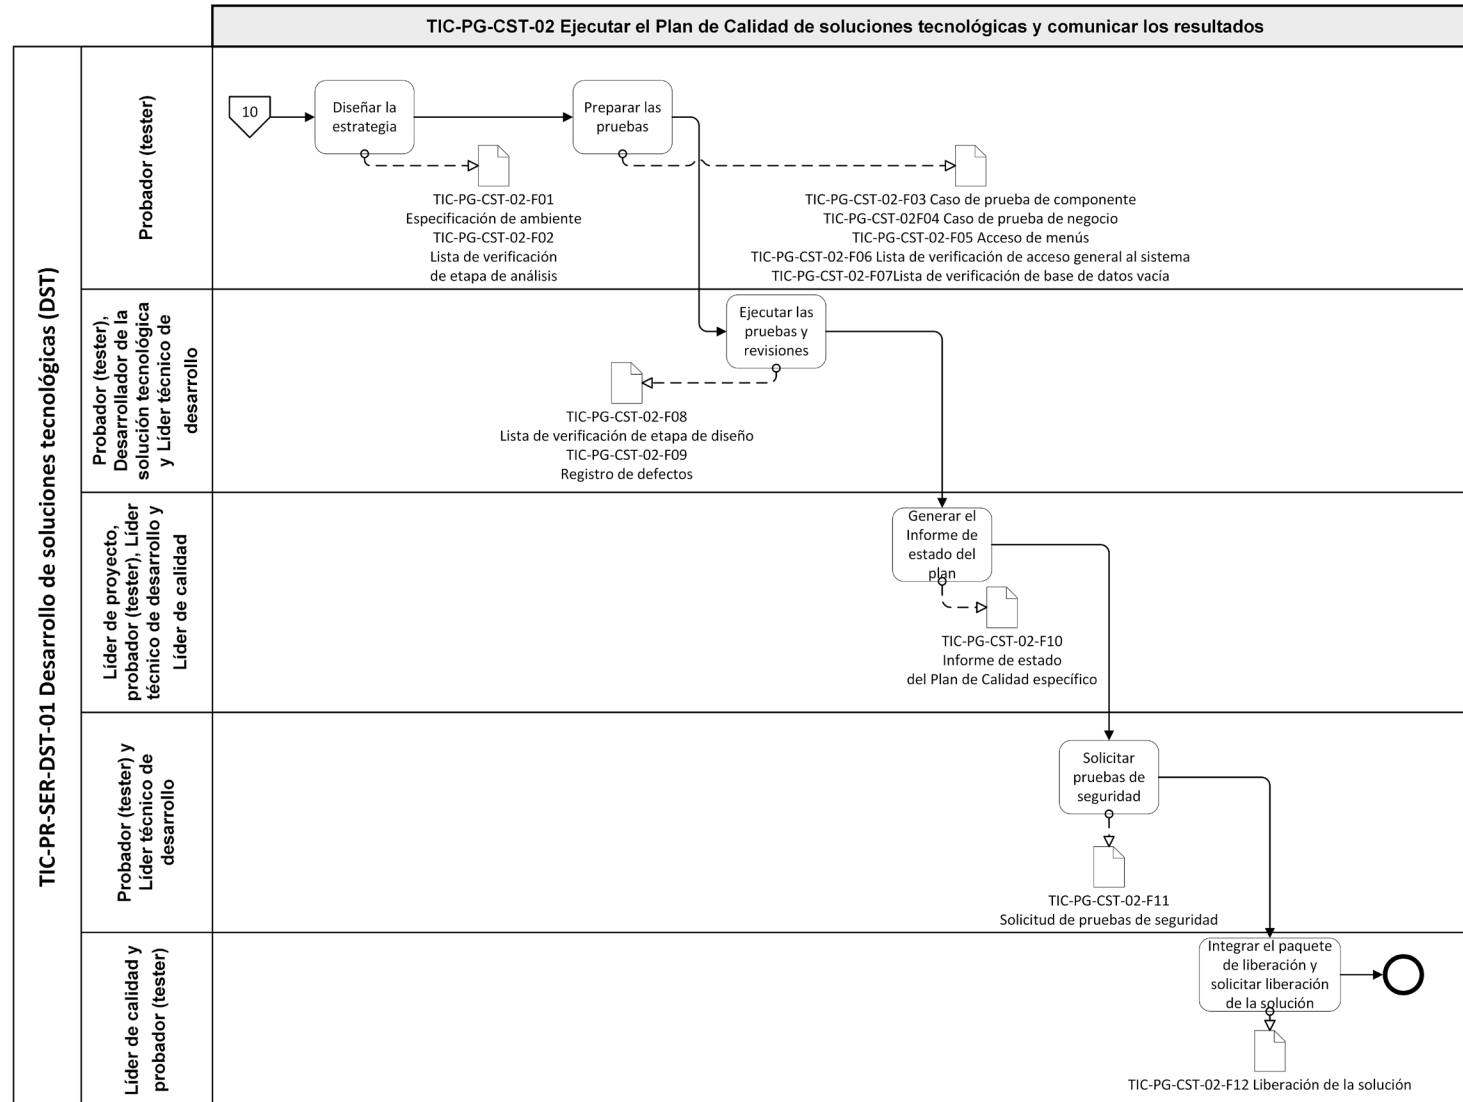 TIC-PG-CST-02 Ejecutar el Plan de Calidad de soluciones tecnológicas y comunicar los resultados
TIC-PR-SER-DST-01 Desarrollo de soluciones tecnológicas (DST)
Probador (tester)
10
Diseñar la
estrategia
Preparar las
pruebas
TIC-PG-CST-02-F01
Especificación de ambiente
TIC-PG-CST-02-F02
Lista de verificación
de etapa de análisis
TIC-PG-CST-02-F03 Caso de prueba de componente
TIC-PG-CST-02F04 Caso de prueba de negocio
TIC-PG-CST-02-F05 Acceso de menús
TIC-PG-CST-02-F06 Lista de verificación de acceso general al sistema
TIC-PG-CST-02-F07Lista de verificación de base de datos vacía
Probador (tester),
Desarrollador de la
solución tecnológica
y Líder técnico de
desarrollo
Ejecutar las
pruebas y
revisiones
TIC-PG-CST-02-F08
Lista de verificación de etapa de diseño
TIC-PG-CST-02-F09
Registro de defectos
Líder de proyecto,
probador (tester), Líder
técnico de desarrollo y
Líder de calidad
Generar el
Informe de
estado del
plan
TIC-PG-CST-02-F10
Informe de estado
del Plan de Calidad específico
Probador (tester) y
Líder técnico de
desarrollo
Solicitar
pruebas de
seguridad
TIC-PG-CST-02-F11
Solicitud de pruebas de seguridad
Líder de calidad y
probador (tester)
Integrar el paquete
de liberación y
solicitar liberación
de la solución
TIC-PG-CST-02-F12 Liberación de la solución